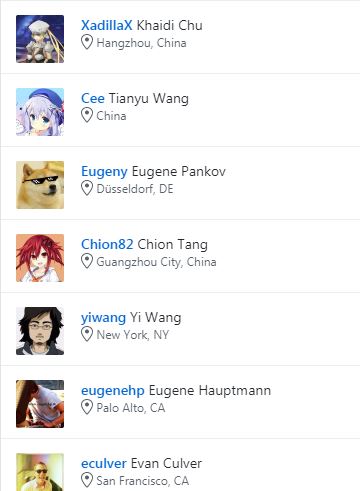 XadillaX Khaidi Chu
Hangzhou, China
Cee Tianyu Wang
China
Eugeny Eugene Pankov
Düsseldorf, DE
Chion82 Chion Tang
Guangzhou City, China
yiwang Yi Wang
New York, NY
eugenehp Eugene Hauptmann
Palo Alto, CA
eculver Evan Culver
San Francisco, CA